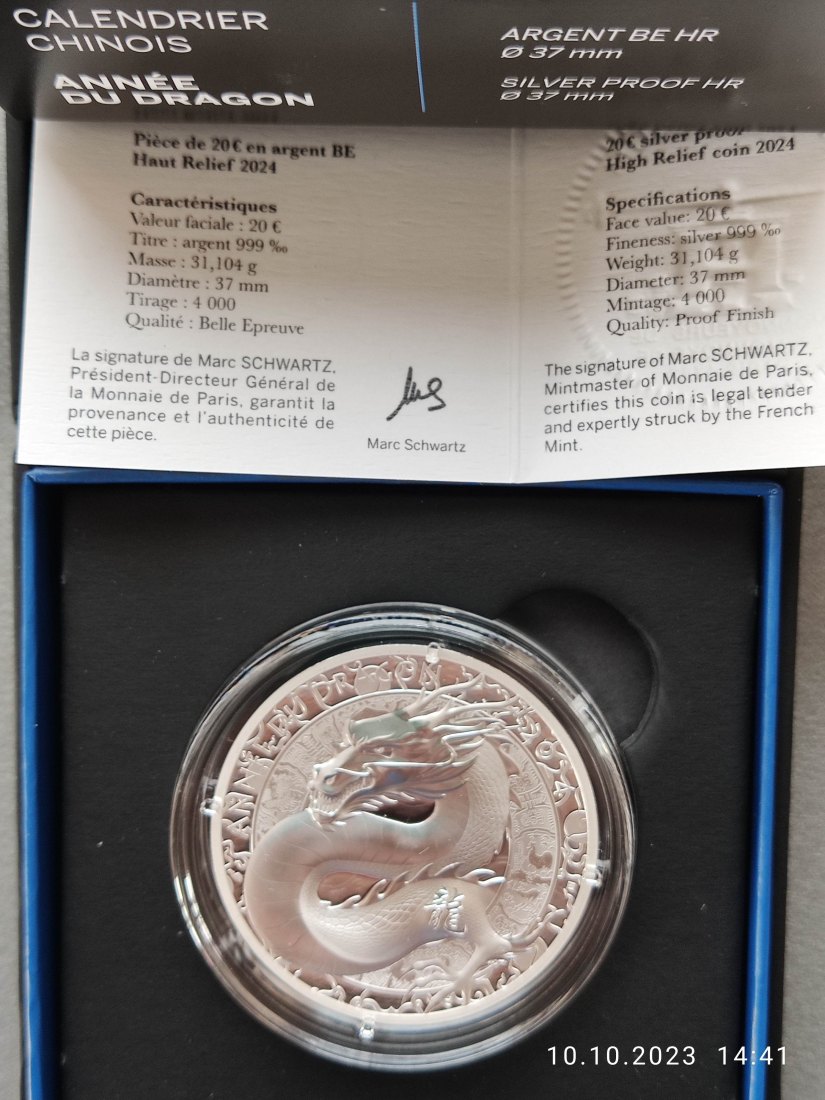 CALENDRIER
CHINOIS
ANNÉE
DU DRAGON
ARGENT BE HR
Ø 37 mm
SILVER PROOF HR
Ø 37 mm
Pièce de 20€ en argent BE
Haut Relief 2024
Caractéristiques
Valeur faciale : 20 €
Titre : argent 999 ‰
Masse : 31,104 g
Diamètre : 37 mm
Tirage : 4 000
Qualité : Belle Epreuve
La signature de Marc SCHWARTZ,
Président-Directeur Général de
la Monnaie de Paris, garantit la
provenance et l'authenticité de
cette pièce.
Marc Schwartz
20€ silver proof
High Relief coin 2024
Specifications
Face value: 20 €
Fineness: silver 999 ‰
Weight: 31,104 g
Diameter: 37 mm
Mintage: 4 000
Quality: Proof Finish
The signature of Marc SCHWARTZ,
Mintmaster of Monnaie de Paris,
certifies this coin is legal tender
and expertly struck by the French
Mint.
ANNÉE DU DRAGON 2024
龍
10.10.2023 14:41